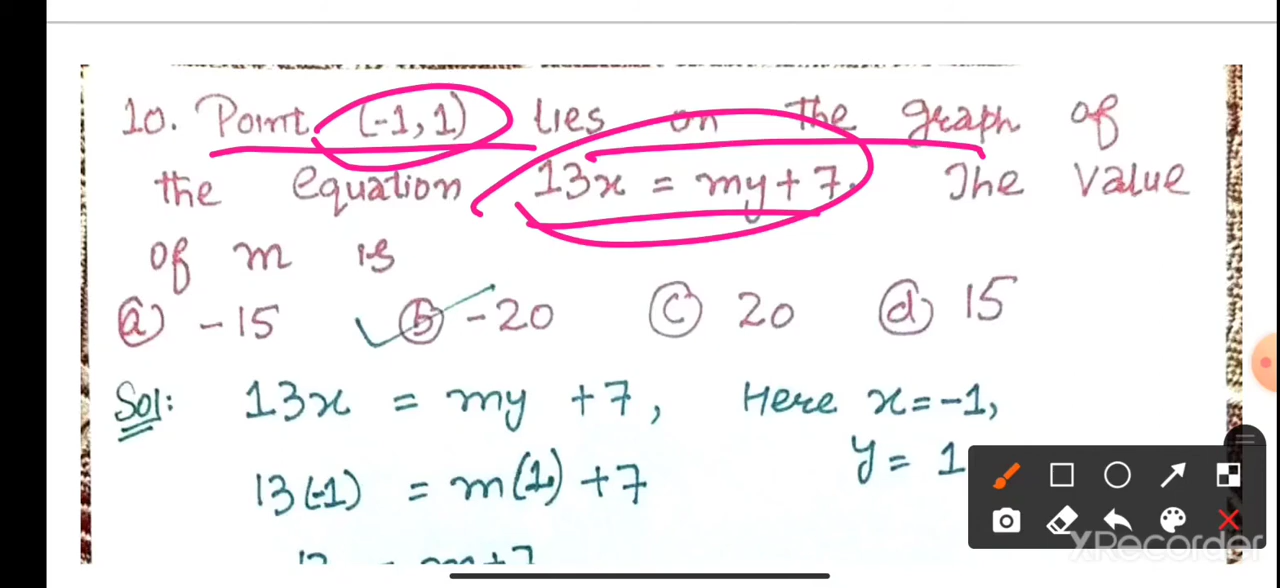 10. Point (-1, 1) lies on the graph of
the equation 13x = my + 7. The value
of m is
(a) -15 (b) -20 (c) 20 (d) 15
Sol: 13x = my + 7, Here x = -1,
y = 1
13(-1) = m(1) + 7
XRecorder